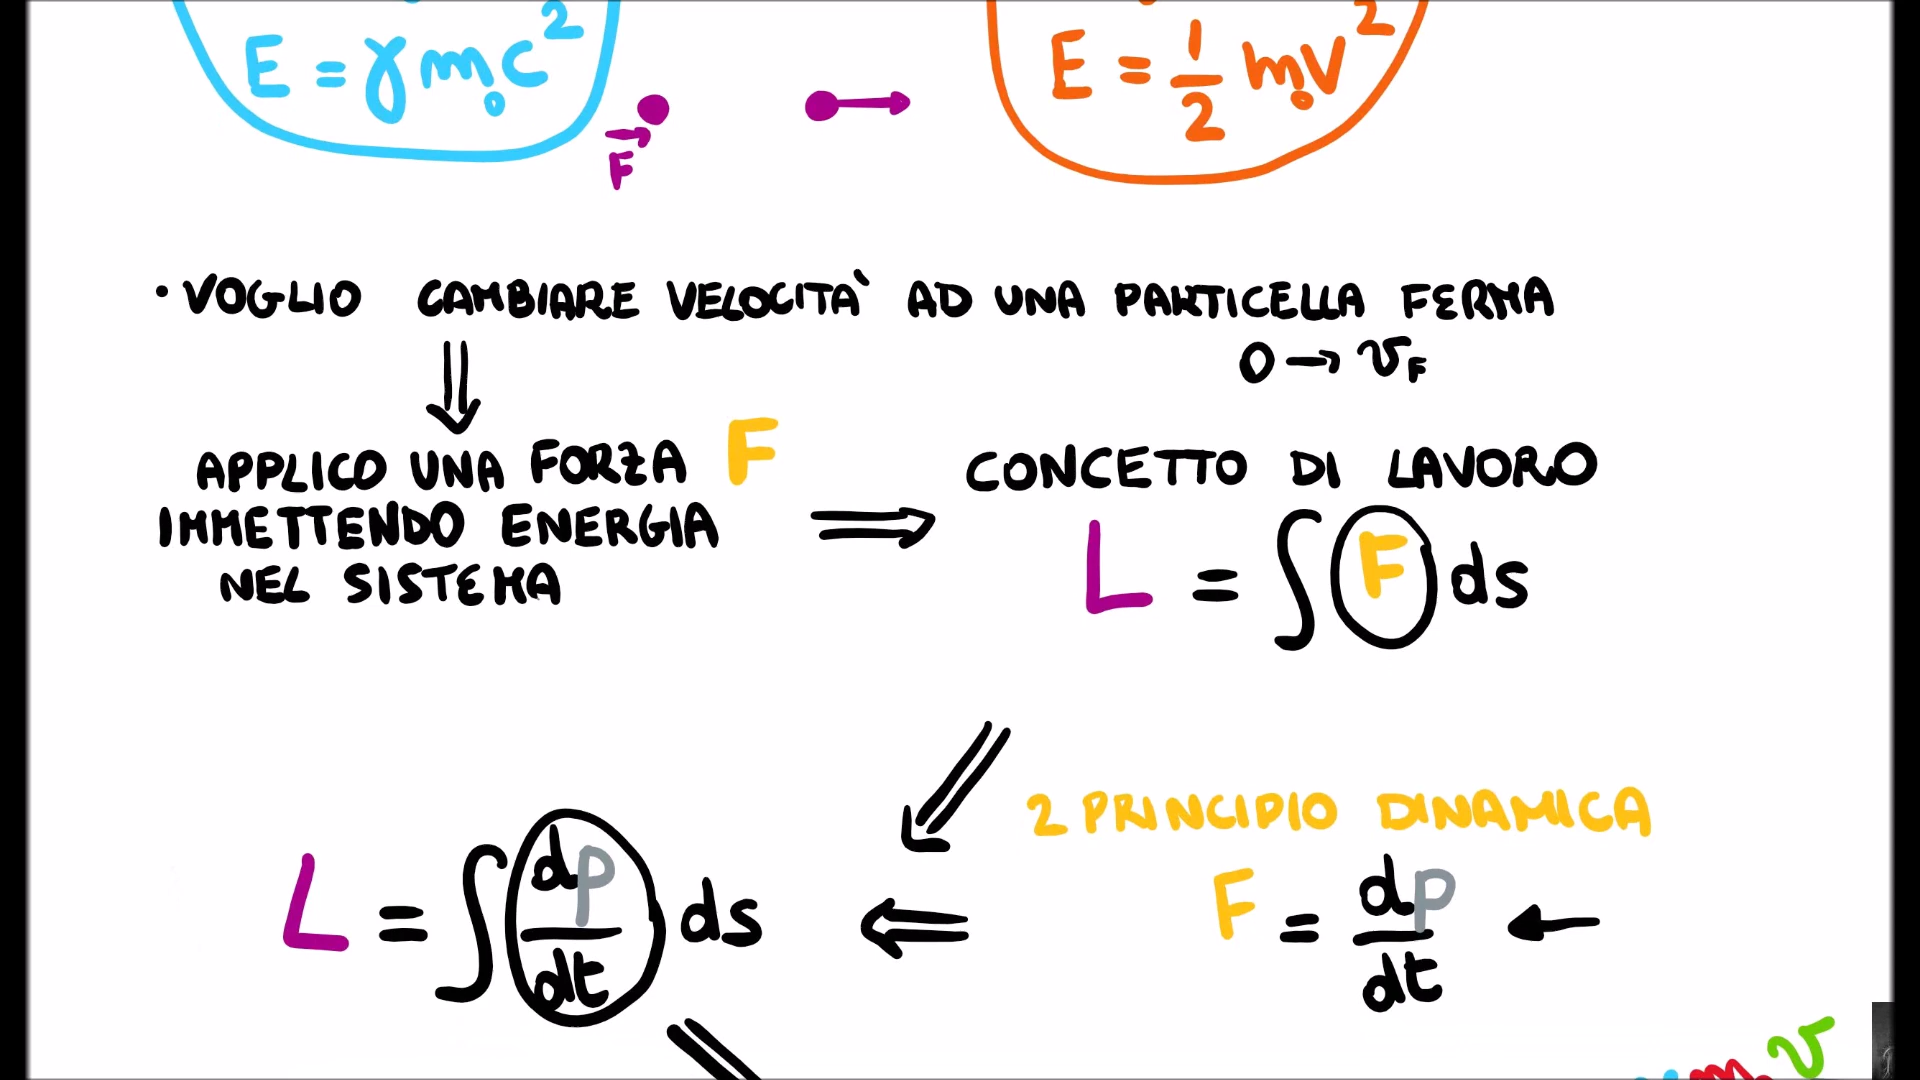 E = γm₀c²
E = 1/2 m₀v²
F
• VOGLIO CAMBIARE VELOCITÀ AD UNA PARTICELLA FERMA
0 → v_F
APPLICO UNA FORZA F
IMMETTENDO ENERGIA
NEL SISTEMA
CONCETTO DI LAVORO
L = ∫ F ds
2 PRINCIPIO DINAMICA
L = ∫ dp/dt ds
F = dp/dt
v